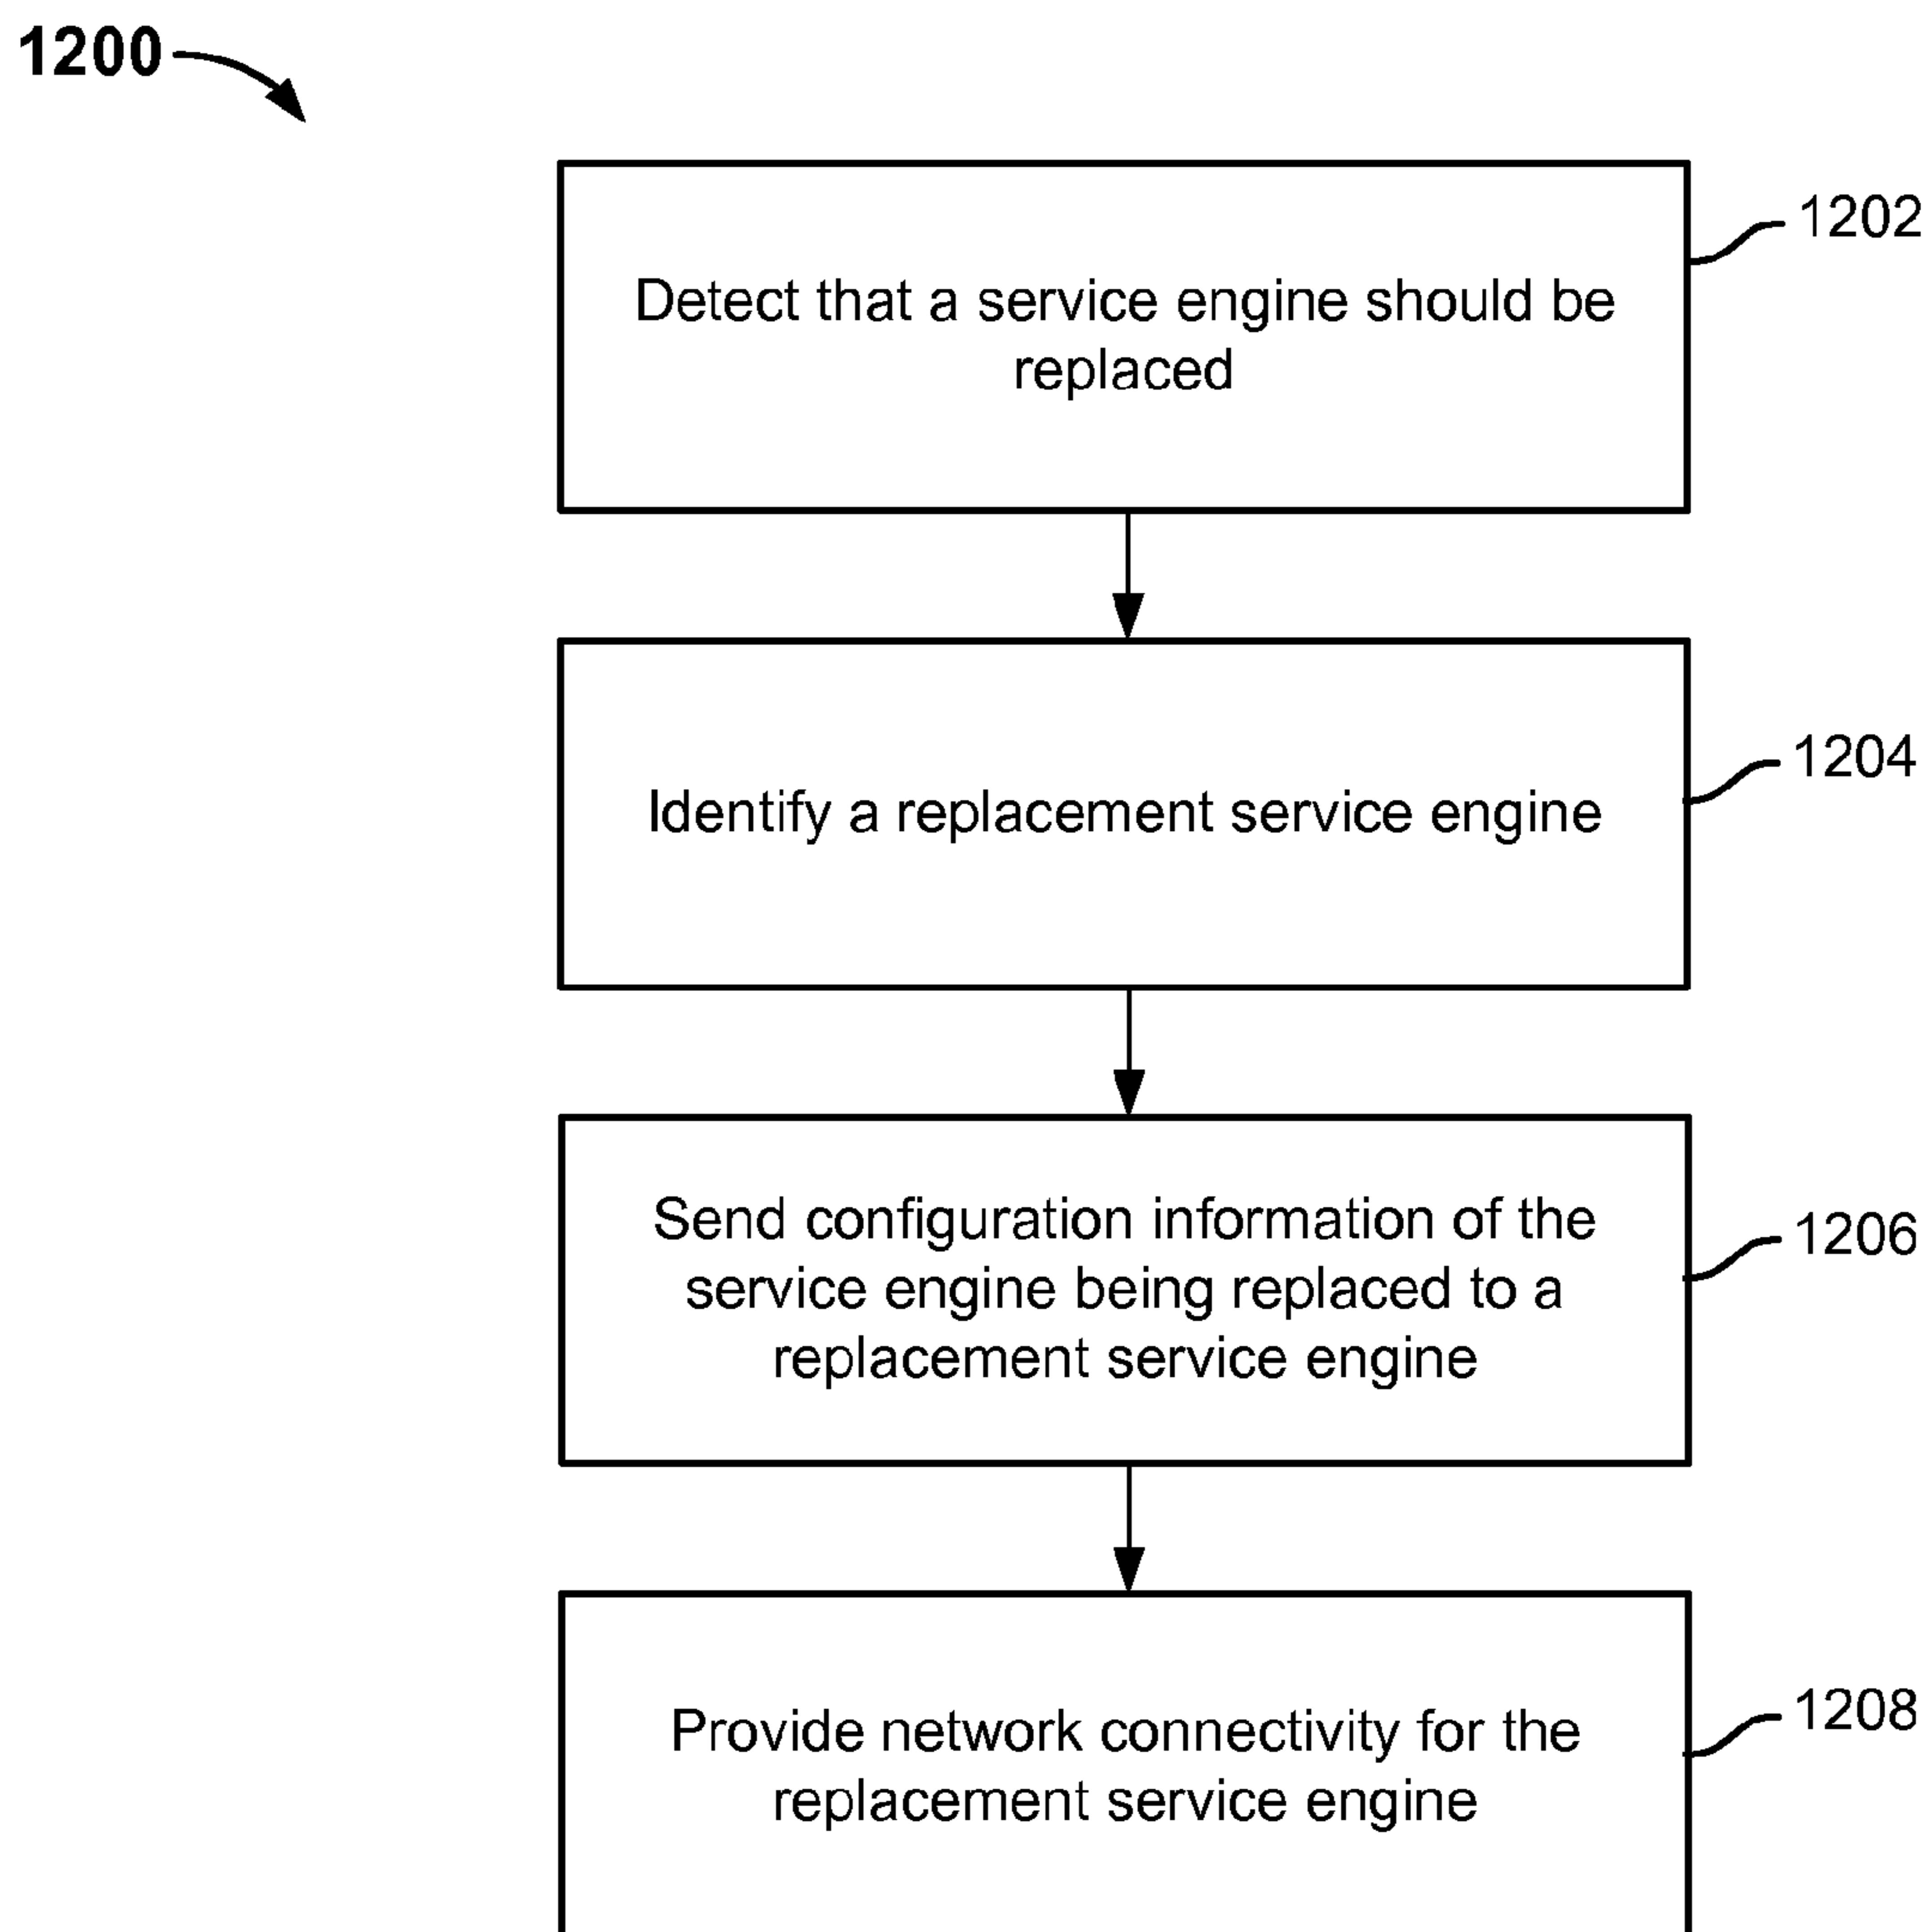 1200
1202
Detect that a service engine should be
replaced
1204
Identify a replacement service engine
1206
Send configuration information of the
service engine being replaced to a
replacement service engine
1208
Provide network connectivity for the
replacement service engine